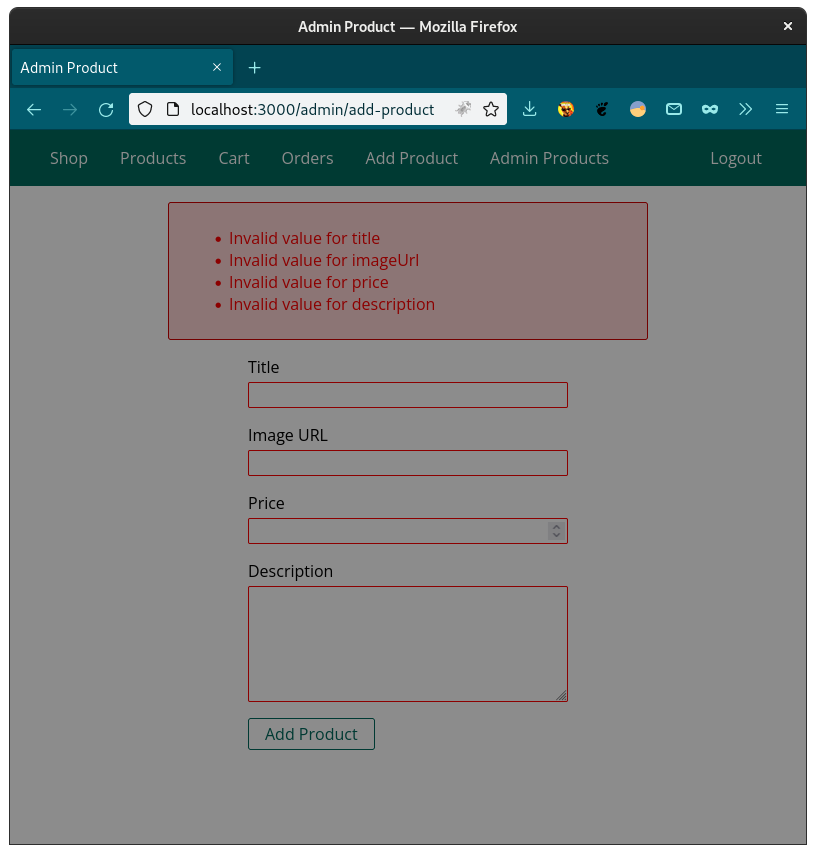 Admin Product — Mozilla Firefox
Admin Product
localhost:3000/admin/add-product
Shop Products Cart Orders Add Product Admin Products Logout
Invalid value for title
Invalid value for imageUrl
Invalid value for price
Invalid value for description
Title
Image URL
Price
Description
Add Product